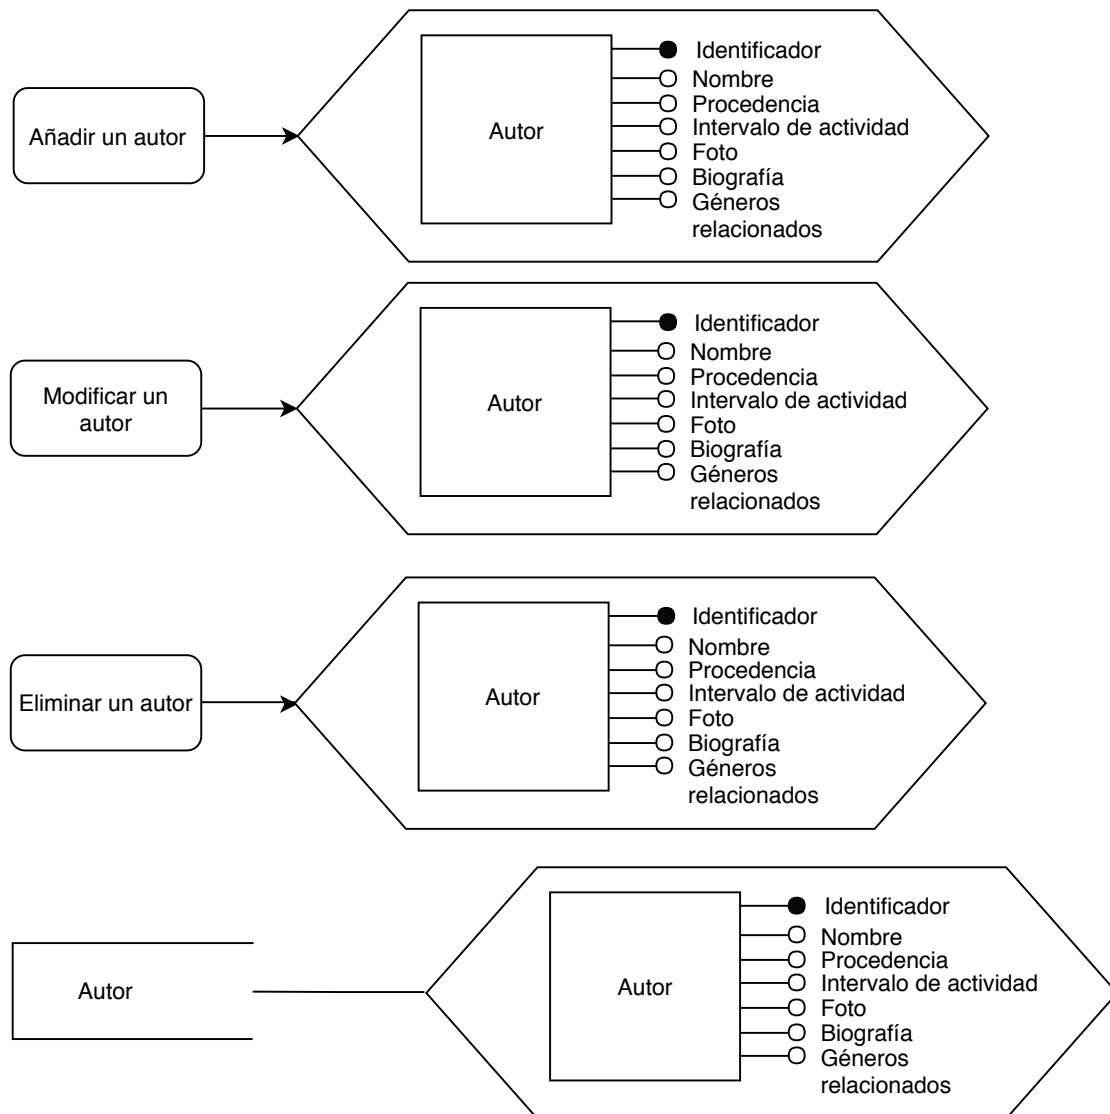 Añadir un autor
Autor
Identificador
Nombre
Procedencia
Intervalo de actividad
Foto
Biografía
Géneros
relacionados
Modificar un
autor
Autor
Identificador
Nombre
Procedencia
Intervalo de actividad
Foto
Biografía
Géneros
relacionados
Eliminar un autor
Autor
Identificador
Nombre
Procedencia
Intervalo de actividad
Foto
Biografía
Géneros
relacionados
Autor
Autor
Identificador
Nombre
Procedencia
Intervalo de actividad
Foto
Biografía
Géneros
relacionados